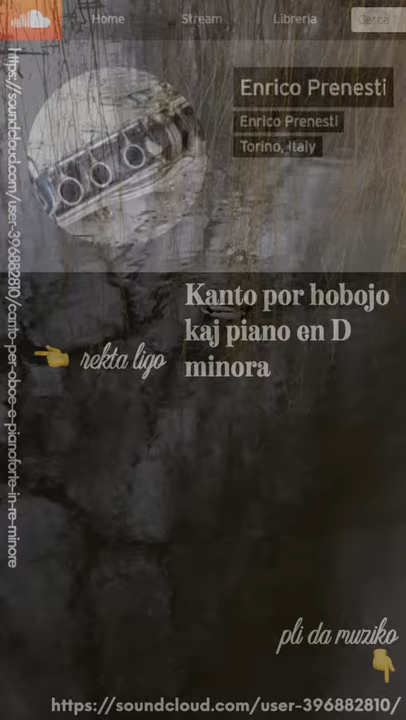 Home Stream Libreria Cerca
Enrico Prenesti
Enrico Prenesti
Torino, Italy
https://soundcloud.com/user-396882810/canto-per-oboe-e-pianoforte-in-re-minore
Kanto por hobojo
kaj piano en D
minora
rekta ligo
pli da muziko
https://soundcloud.com/user-396882810/